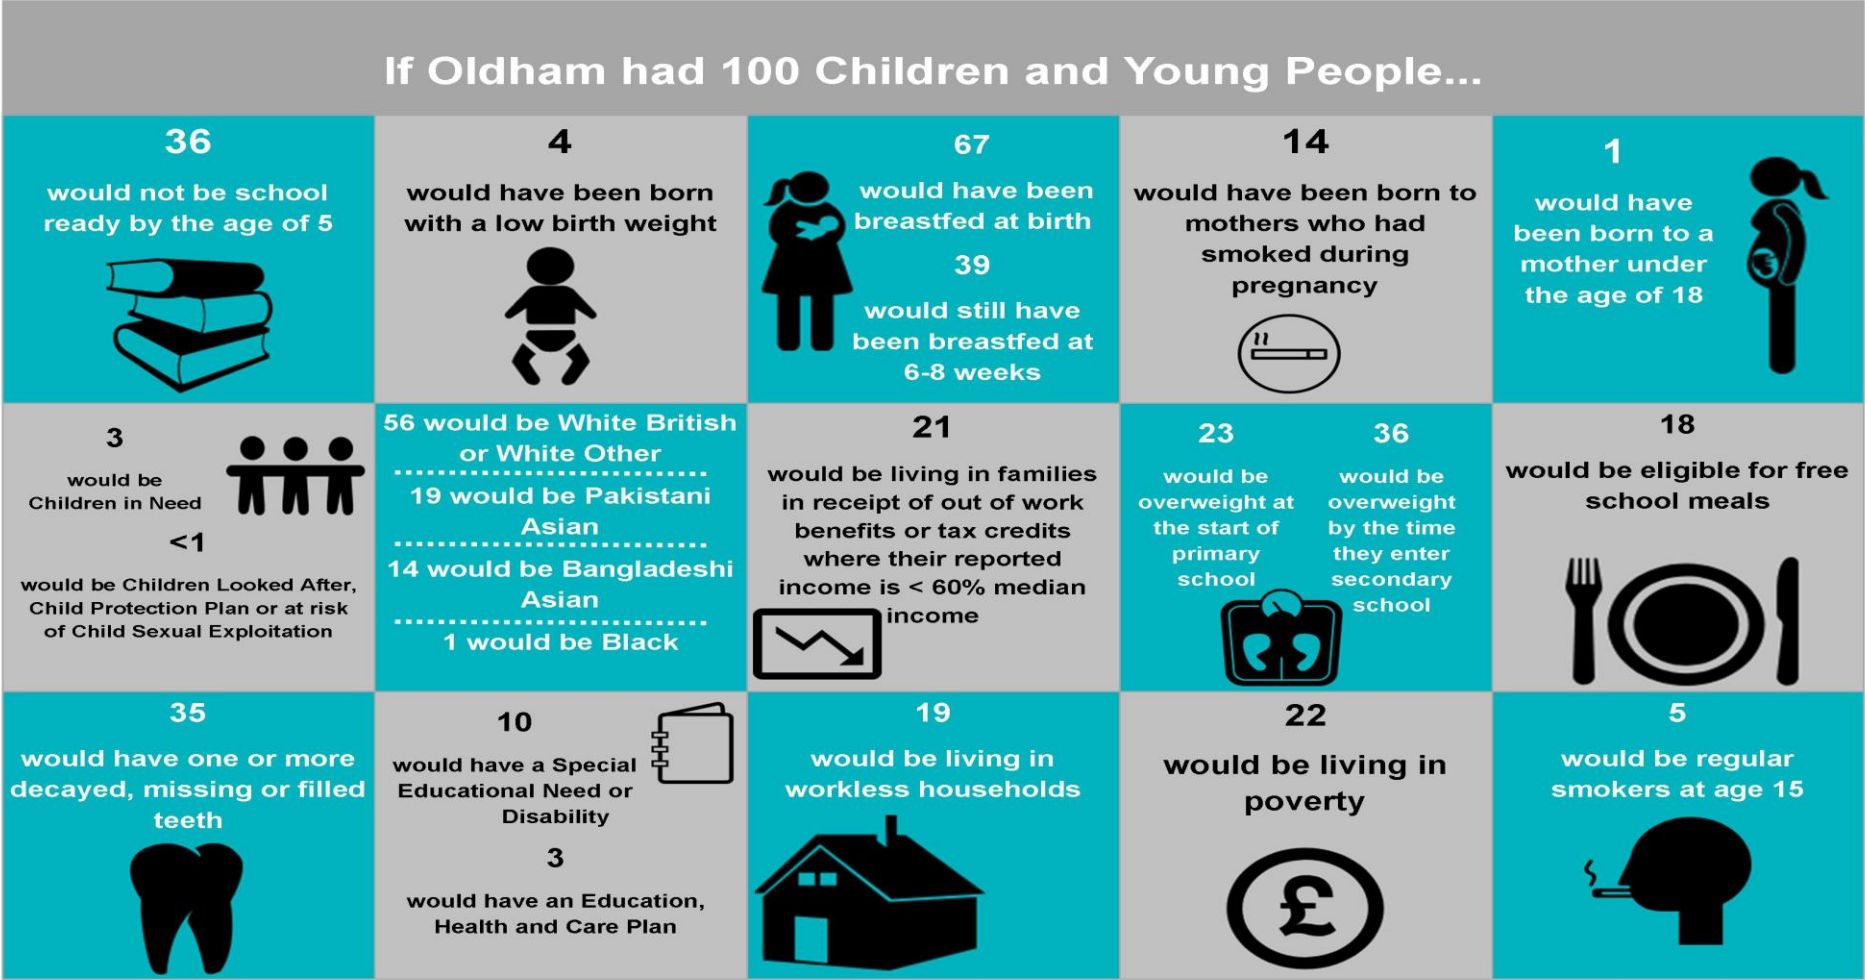 If Oldham had 100 Children and Young People...
36
would not be school
ready by the age of 5
4
would have been born
with a low birth weight
67
would have been
breastfed at birth
39
would still have
been breastfed at
6-8 weeks
14
would have been born to
mothers who had
smoked during
pregnancy
1
would have
been born to a
mother under
the age of 18
3
would be
Children in Need
<1
would be Children Looked After,
Child Protection Plan or at risk
of Child Sexual Exploitation
56 would be White British
or White Other
19 would be Pakistani
Asian
14 would be Bangladeshi
Asian
1 would be Black
21
would be living in families
in receipt of out of work
benefits or tax credits
where their reported
income is < 60% median
income
23
would be
overweight at
the start of
primary
school
36
would be
overweight
by the time
they enter
secondary
school
18
would be eligible for free
school meals
35
would have one or more
decayed, missing or filled
teeth
10
would have a Special
Educational Need or
Disability
3
would have an Education,
Health and Care Plan
19
would be living in
workless households
22
would be living in
poverty
£
5
would be regular
smokers at age 15